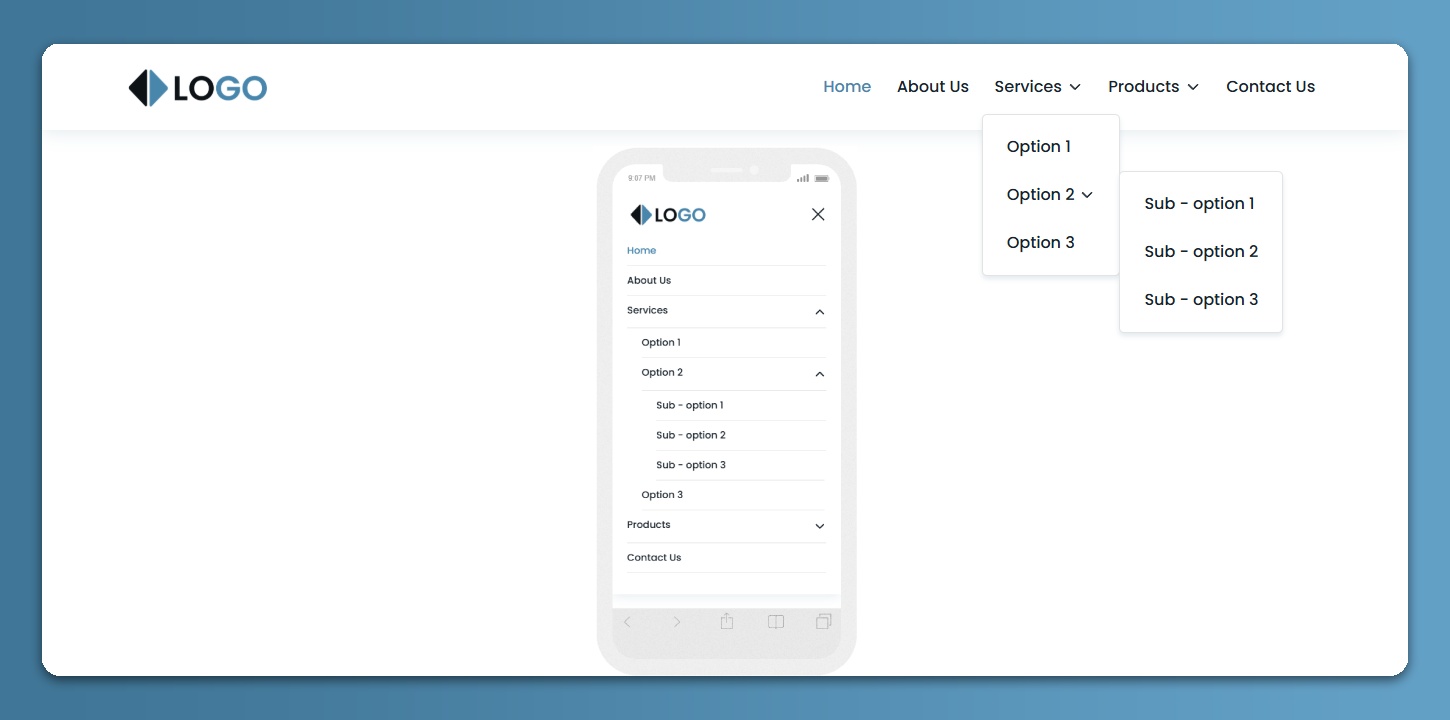 LOGO
Home About Us Services Products Contact Us
Option 1
Option 2
Option 3
Sub - option 1
Sub - option 2
Sub - option 3
9:07 PM
LOGO
Home
About Us
Services
Option 1
Option 2
Sub - option 1
Sub - option 2
Sub - option 3
Option 3
Products
Contact Us